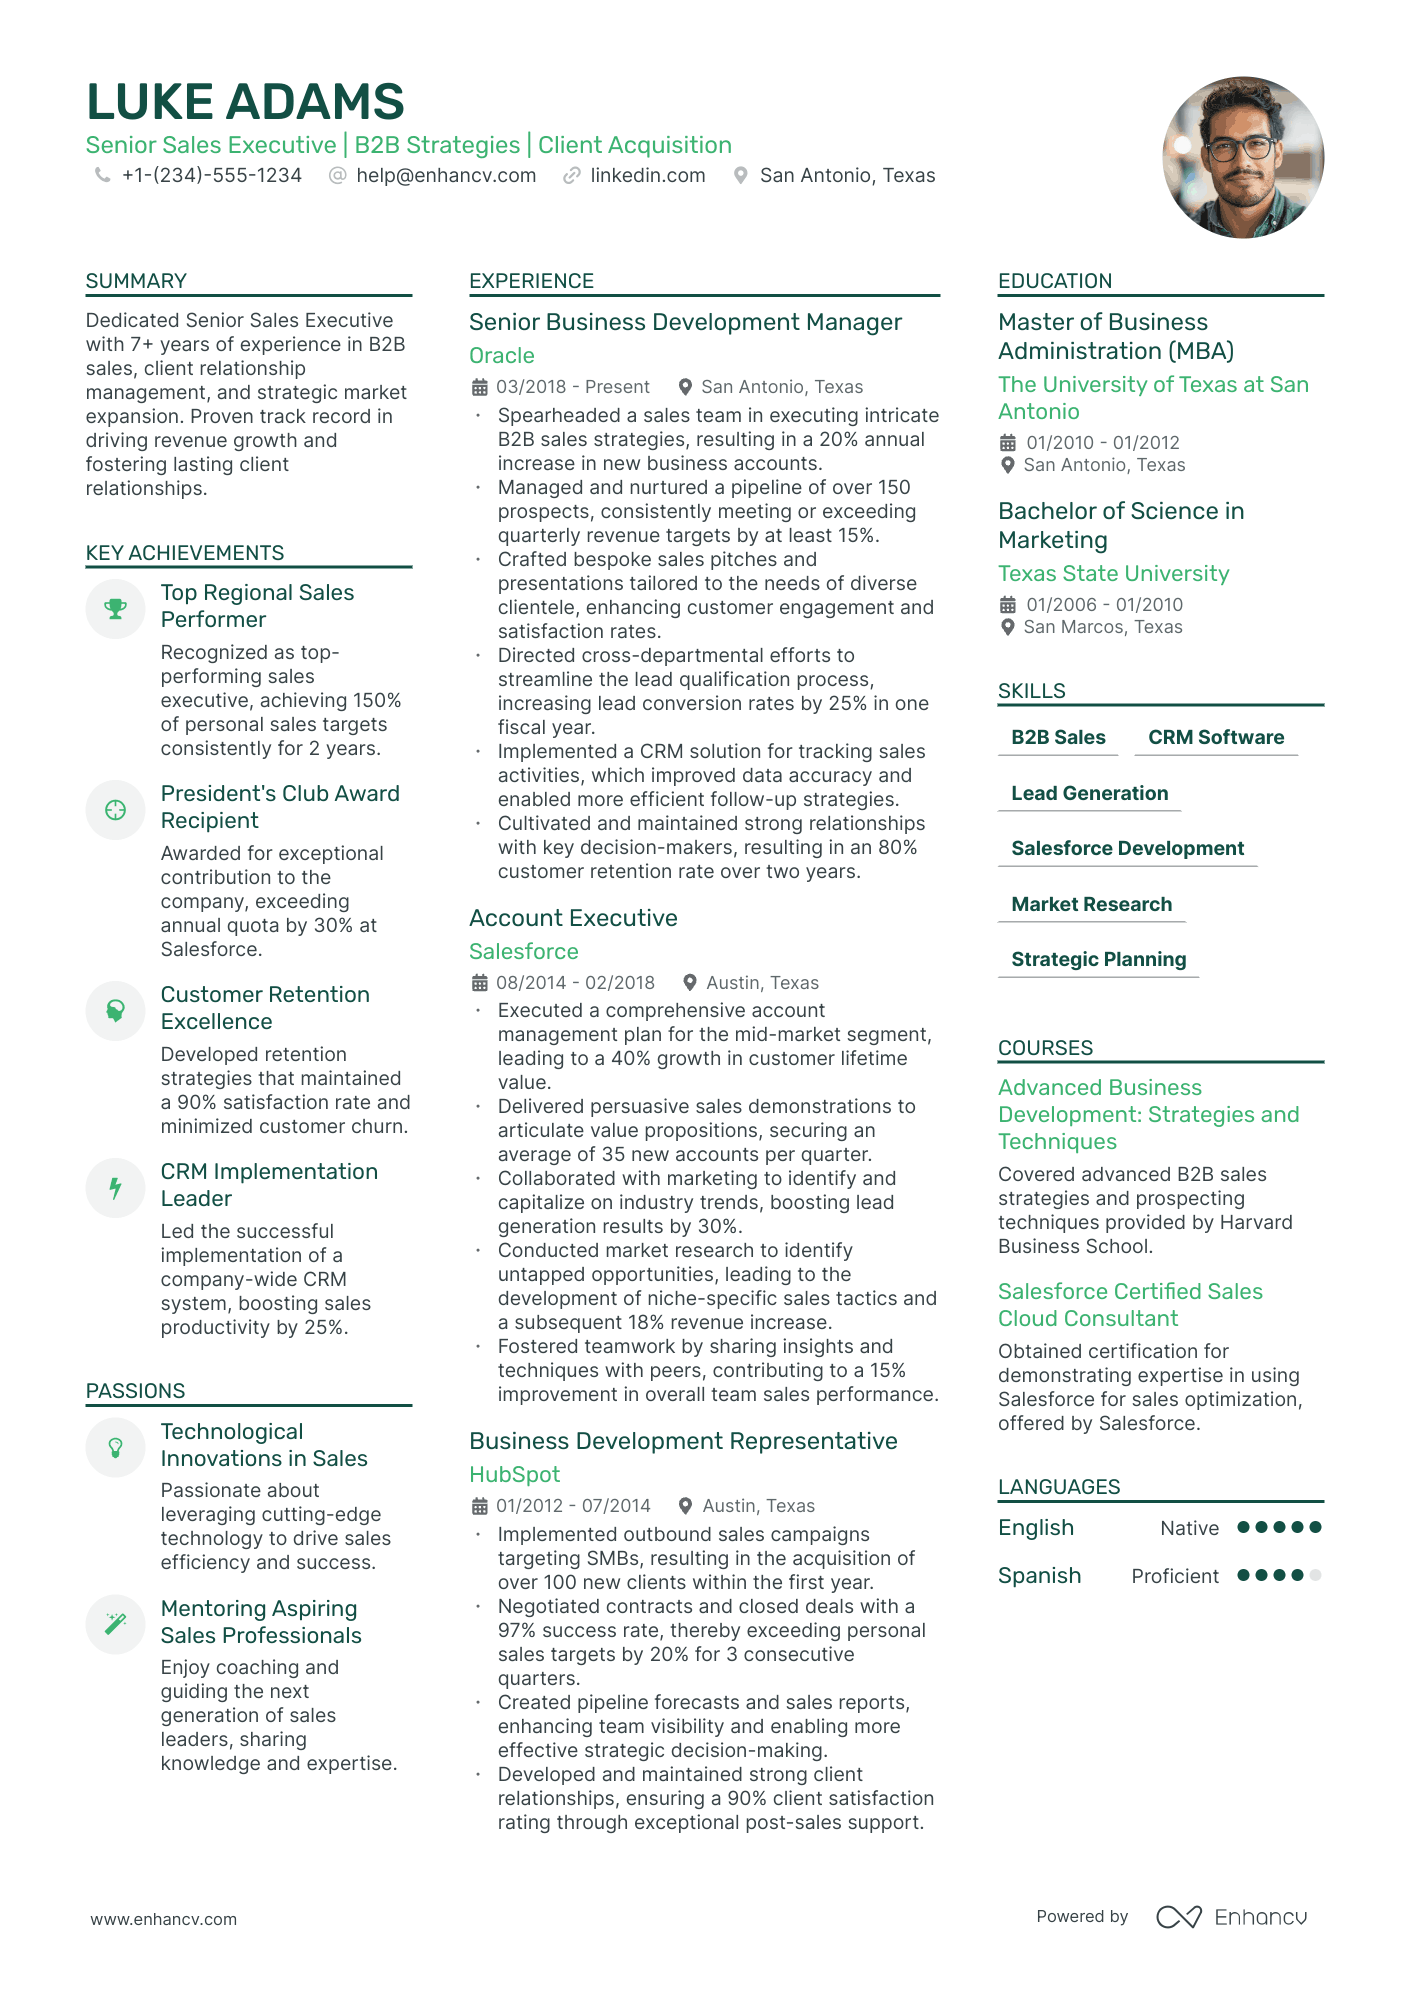 LUKE ADAMS
Senior Sales Executive | B2B Strategies | Client Acquisition
+1-(234)-555-1234 help@enhancv.com linkedin.com San Antonio, Texas
SUMMARY
Dedicated Senior Sales Executive
with 7+ years of experience in B2B
sales, client relationship
management, and strategic market
expansion. Proven track record in
driving revenue growth and
fostering lasting client
relationships.
KEY ACHIEVEMENTS
Top Regional Sales
Performer
Recognized as top-
performing sales
executive, achieving 150%
of personal sales targets
consistently for 2 years.
President's Club Award
Recipient
Awarded for exceptional
contribution to the
company, exceeding
annual quota by 30% at
Salesforce.
Customer Retention
Excellence
Developed retention
strategies that maintained
a 90% satisfaction rate and
minimized customer churn.
CRM Implementation
Leader
Led the successful
implementation of a
company-wide CRM
system, boosting sales
productivity by 25%.
PASSIONS
Technological
Innovations in Sales
Passionate about
leveraging cutting-edge
technology to drive sales
efficiency and success.
Mentoring Aspiring
Sales Professionals
Enjoy coaching and
guiding the next
generation of sales
leaders, sharing
knowledge and expertise.
EXPERIENCE
Senior Business Development Manager
Oracle
03/2018 - Present San Antonio, Texas
· Spearheaded a sales team in executing intricate
B2B sales strategies, resulting in a 20% annual
increase in new business accounts.
· Managed and nurtured a pipeline of over 150
prospects, consistently meeting or exceeding
quarterly revenue targets by at least 15%.
· Crafted bespoke sales pitches and
presentations tailored to the needs of diverse
clientele, enhancing customer engagement and
satisfaction rates.
· Directed cross-departmental efforts to
streamline the lead qualification process,
increasing lead conversion rates by 25% in one
fiscal year.
· Implemented a CRM solution for tracking sales
activities, which improved data accuracy and
enabled more efficient follow-up strategies.
· Cultivated and maintained strong relationships
with key decision-makers, resulting in an 80%
customer retention rate over two years.
Account Executive
Salesforce
08/2014 - 02/2018 Austin, Texas
· Executed a comprehensive account
management plan for the mid-market segment,
leading to a 40% growth in customer lifetime
value.
· Delivered persuasive sales demonstrations to
articulate value propositions, securing an
average of 35 new accounts per quarter.
· Collaborated with marketing to identify and
capitalize on industry trends, boosting lead
generation results by 30%.
· Conducted market research to identify
untapped opportunities, leading to the
development of niche-specific sales tactics and
a subsequent 18% revenue increase.
· Fostered teamwork by sharing insights and
techniques with peers, contributing to a 15%
improvement in overall team sales performance.
Business Development Representative
HubSpot
01/2012 - 07/2014 Austin, Texas
· Implemented outbound sales campaigns
targeting SMBs, resulting in the acquisition of
over 100 new clients within the first year.
· Negotiated contracts and closed deals with a
97% success rate, thereby exceeding personal
sales targets by 20% for 3 consecutive
quarters.
· Created pipeline forecasts and sales reports,
enhancing team visibility and enabling more
effective strategic decision-making.
· Developed and maintained strong client
relationships, ensuring a 90% client satisfaction
rating through exceptional post-sales support.
EDUCATION
Master of Business
Administration (MBA)
The University of Texas at San
Antonio
01/2010 - 01/2012
San Antonio, Texas
Bachelor of Science in
Marketing
Texas State University
01/2006 - 01/2010
San Marcos, Texas
SKILLS
B2B Sales CRM Software
Lead Generation
Salesforce Development
Market Research
Strategic Planning
COURSES
Advanced Business
Development: Strategies and
Techniques
Covered advanced B2B sales
strategies and prospecting
techniques provided by Harvard
Business School.
Salesforce Certified Sales
Cloud Consultant
Obtained certification for
demonstrating expertise in using
Salesforce for sales optimization,
offered by Salesforce.
LANGUAGES
English Native
Spanish Proficient
www.enhancv.com
Powered by Enhancv